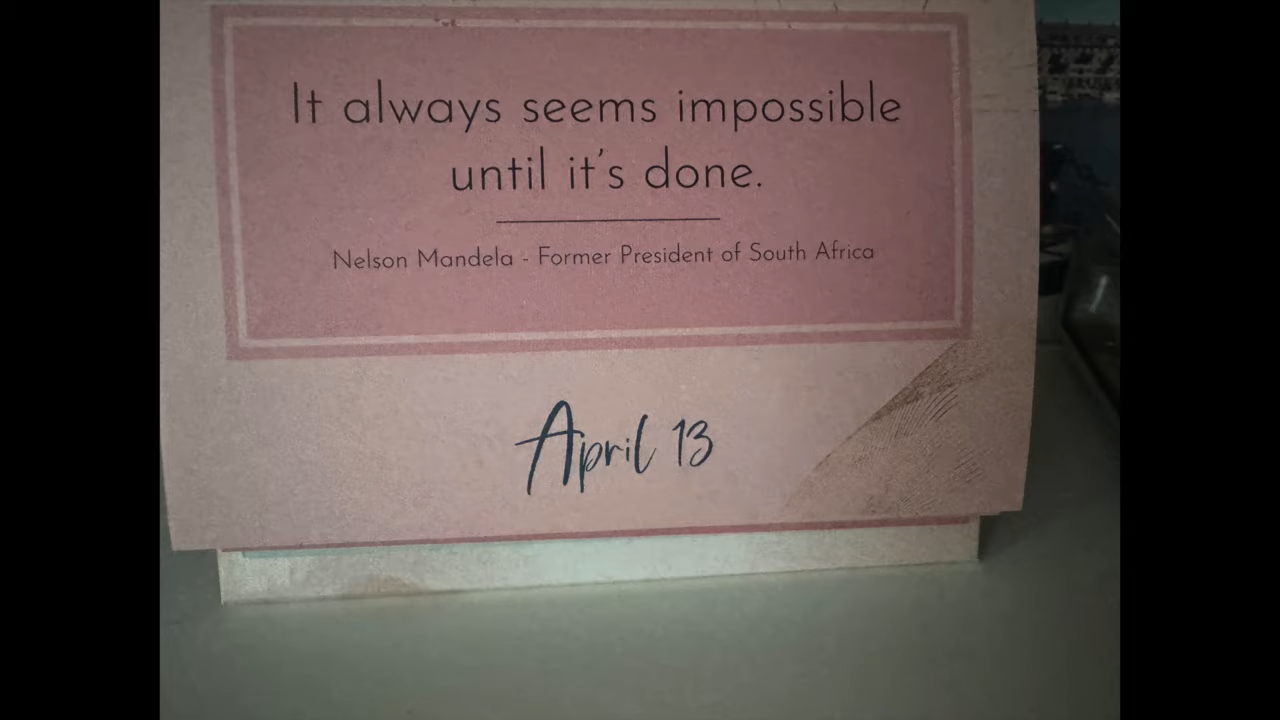 It always seems impossible
until it's done.
Nelson Mandela - Former President of South Africa
April 13